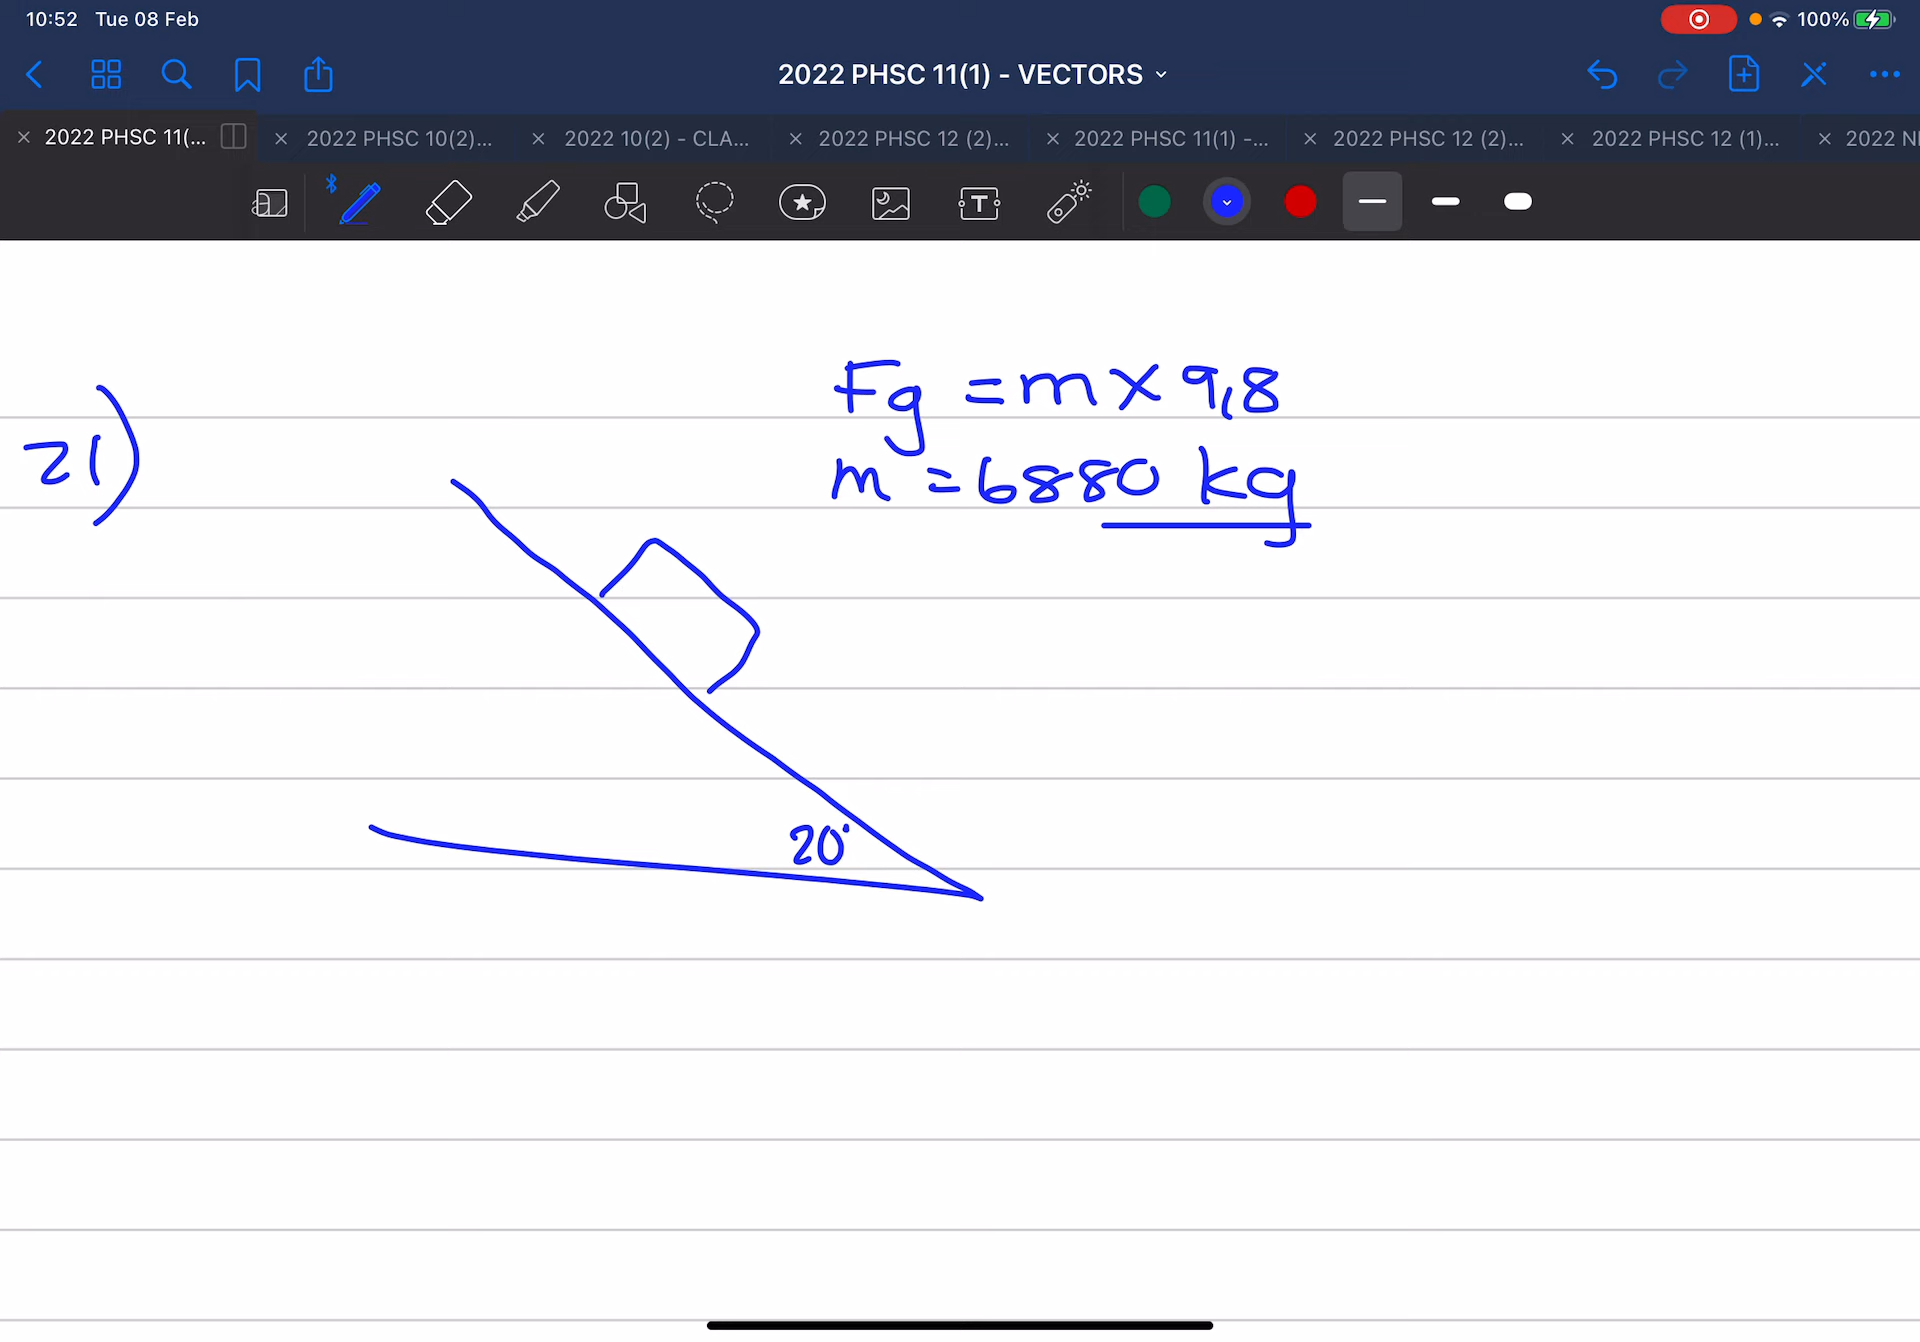 10:52 Tue 08 Feb 100%
2022 PHSC 11(1) - VECTORS
2022 PHSC 11(... 2022 PHSC 10(2)... 2022 10(2) - CLA... 2022 PHSC 12 (2)... 2022 PHSC 11(1) -... 2022 PHSC 12 (2)... 2022 PHSC 12 (1)... 2022 NI
T
Fg = m × 9,8
21)
m = 6880 kg
20°